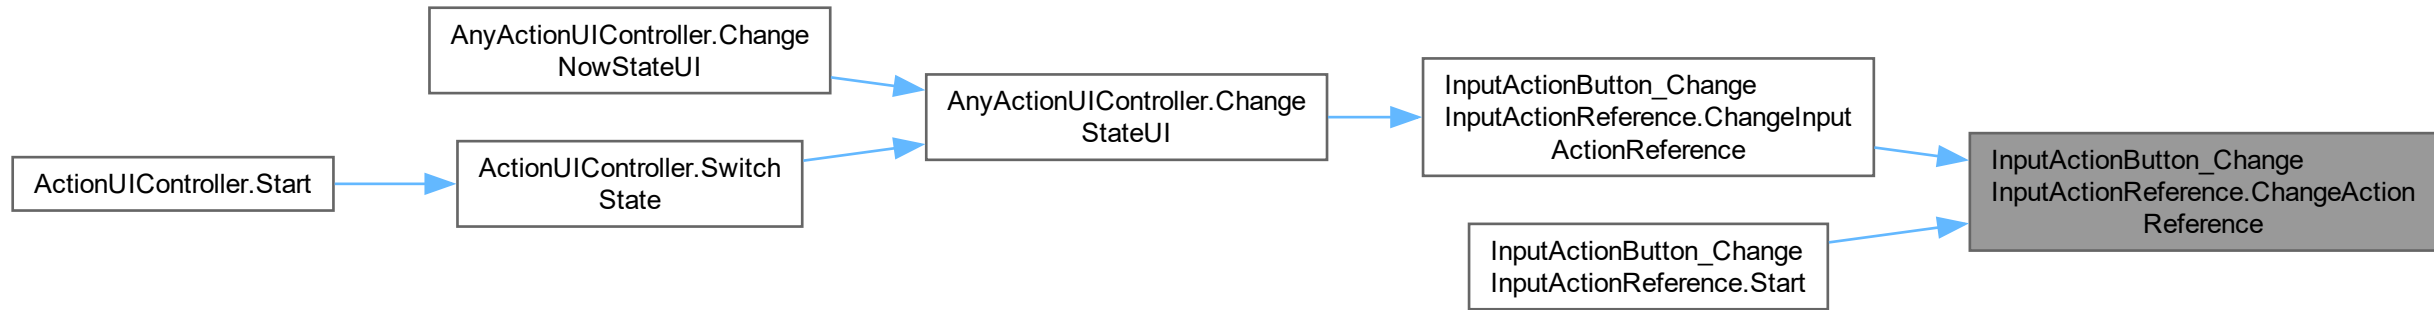 AnyActionUIController.Change
NowStateUI
ActionUIController.Start
ActionUIController.Switch
State
AnyActionUIController.Change
StateUI
InputActionButton_Change
InputActionReference.ChangeInput
ActionReference
InputActionButton_Change
InputActionReference.Start
InputActionButton_Change
InputActionReference.ChangeAction
Reference